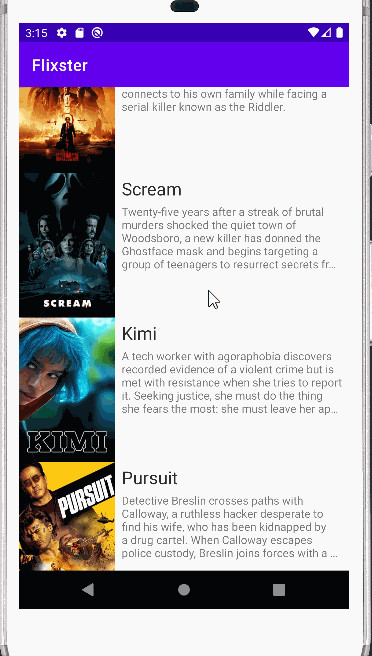 3:15
Flixster
connects to his own family while facing a
serial killer known as the Riddler.
Scream
Twenty-five years after a streak of brutal
murders shocked the quiet town of
Woodsboro, a new killer has donned the
Ghostface mask and begins targeting a
group of teenagers to resurrect secrets fr...
SCREAM
Kimi
A tech worker with agoraphobia discovers
recorded evidence of a violent crime but is
met with resistance when she tries to report
it. Seeking justice, she must do the thing
she fears the most: she must leave her ap...
KIMI
Pursuit
Detective Breslin crosses paths with
Calloway, a ruthless hacker desperate to
find his wife, who has been kidnapped by
a drug cartel. When Calloway escapes
police custody, Breslin joins forces with a ...
PURSUIT